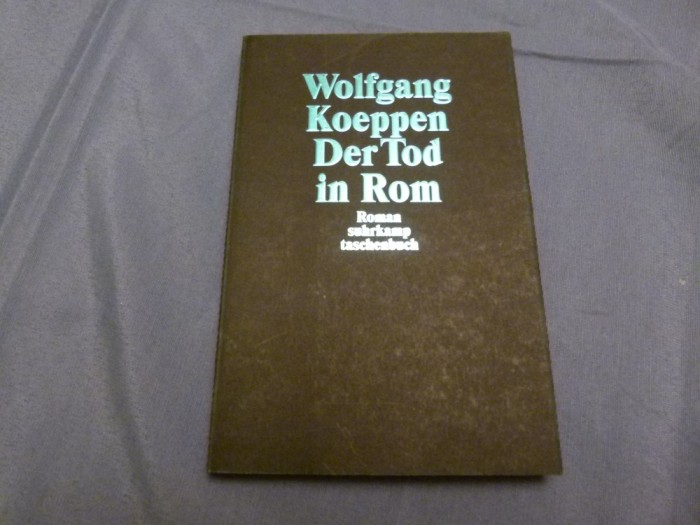 Wolfgang
Koeppen
Der Tod
in Rom
Roman
suhrkamp
taschenbuch